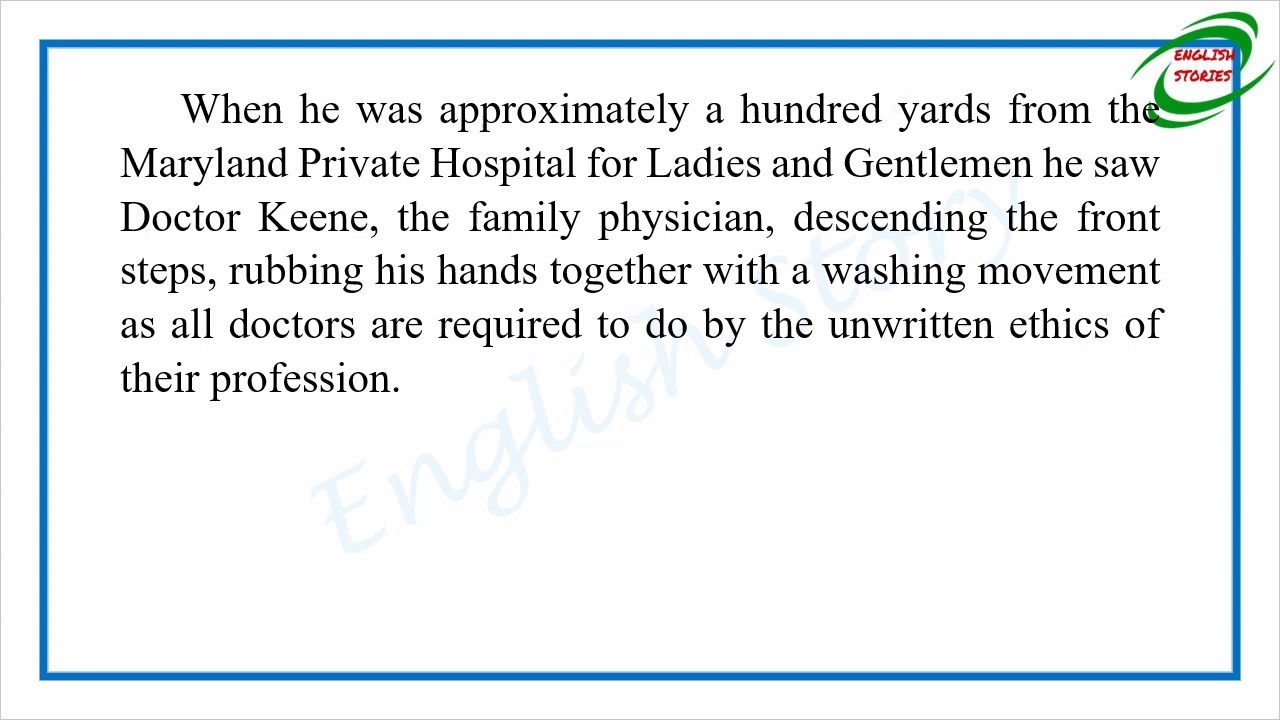 ENGLISH
STORIES
When he was approximately a hundred yards from the
Maryland Private Hospital for Ladies and Gentlemen he saw
Doctor Keene, the family physician, descending the front
steps, rubbing his hands together with a washing movement
as all doctors are required to do by the unwritten ethics of
their profession.
English Story